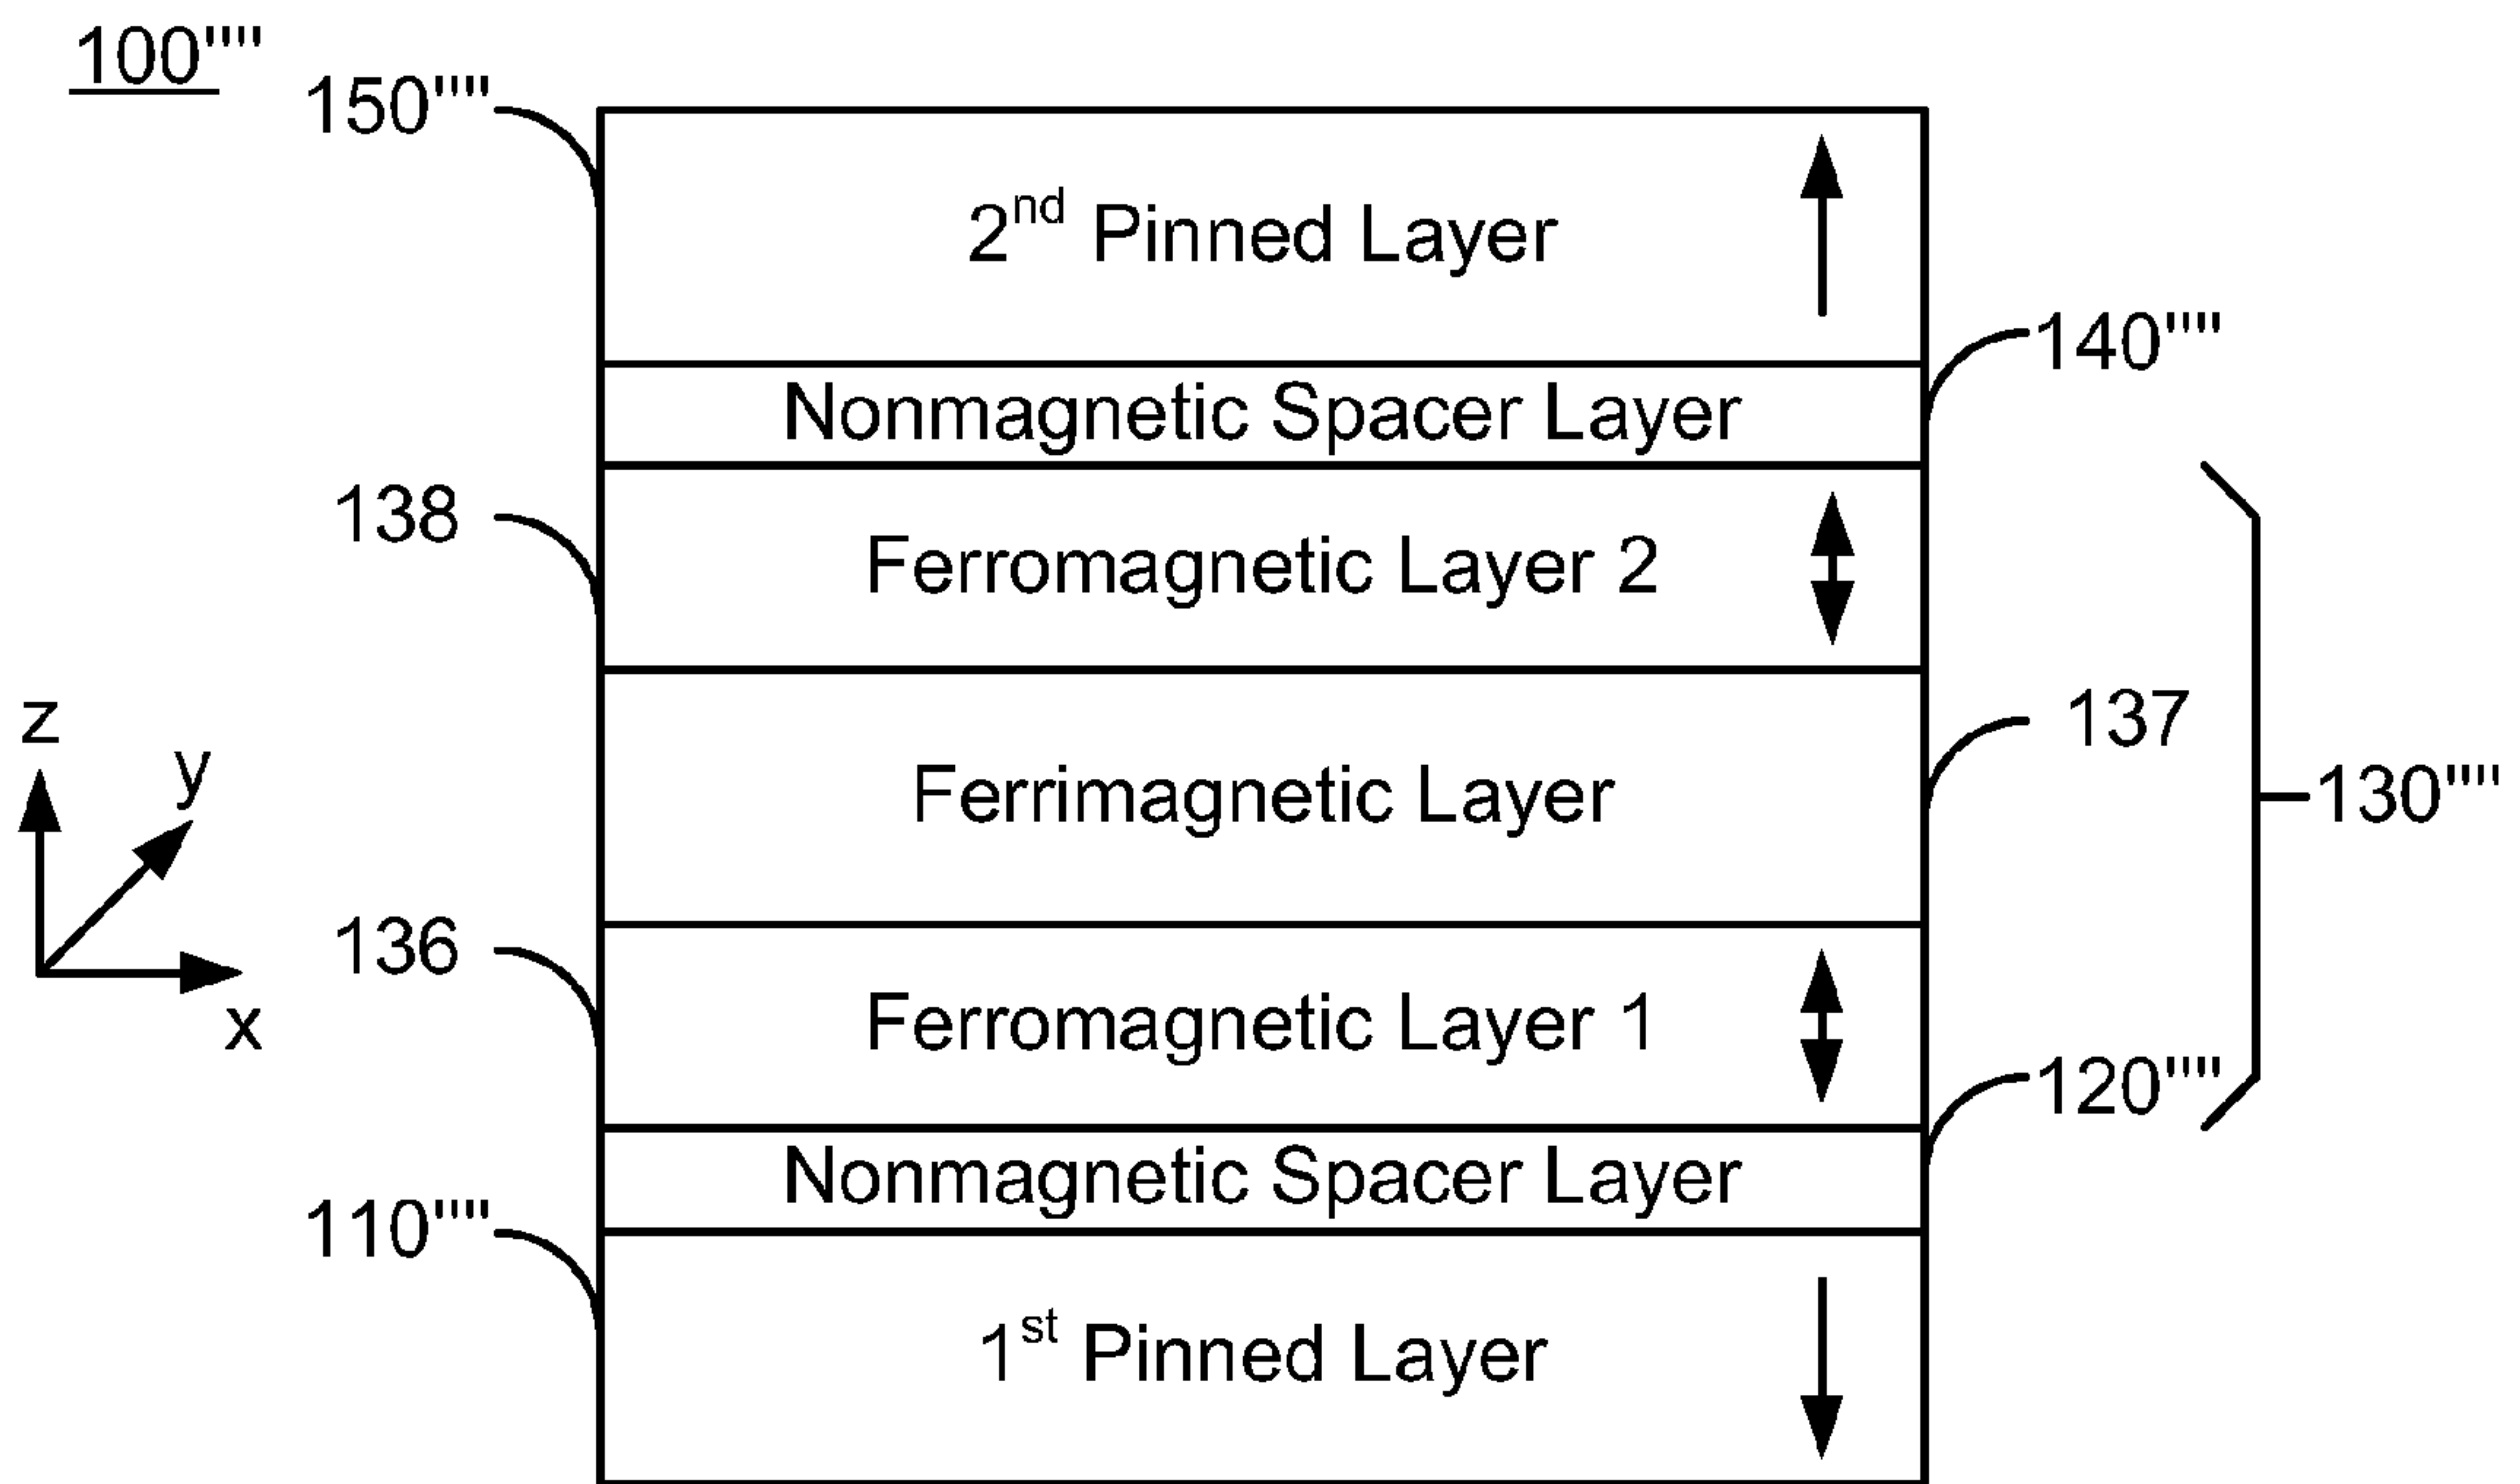 100""
150""
2nd Pinned Layer
140""
Nonmagnetic Spacer Layer
138
Ferromagnetic Layer 2
137
z
y
Ferrimagnetic Layer
130""
136
x
Ferromagnetic Layer 1
120""
Nonmagnetic Spacer Layer
110""
1st Pinned Layer